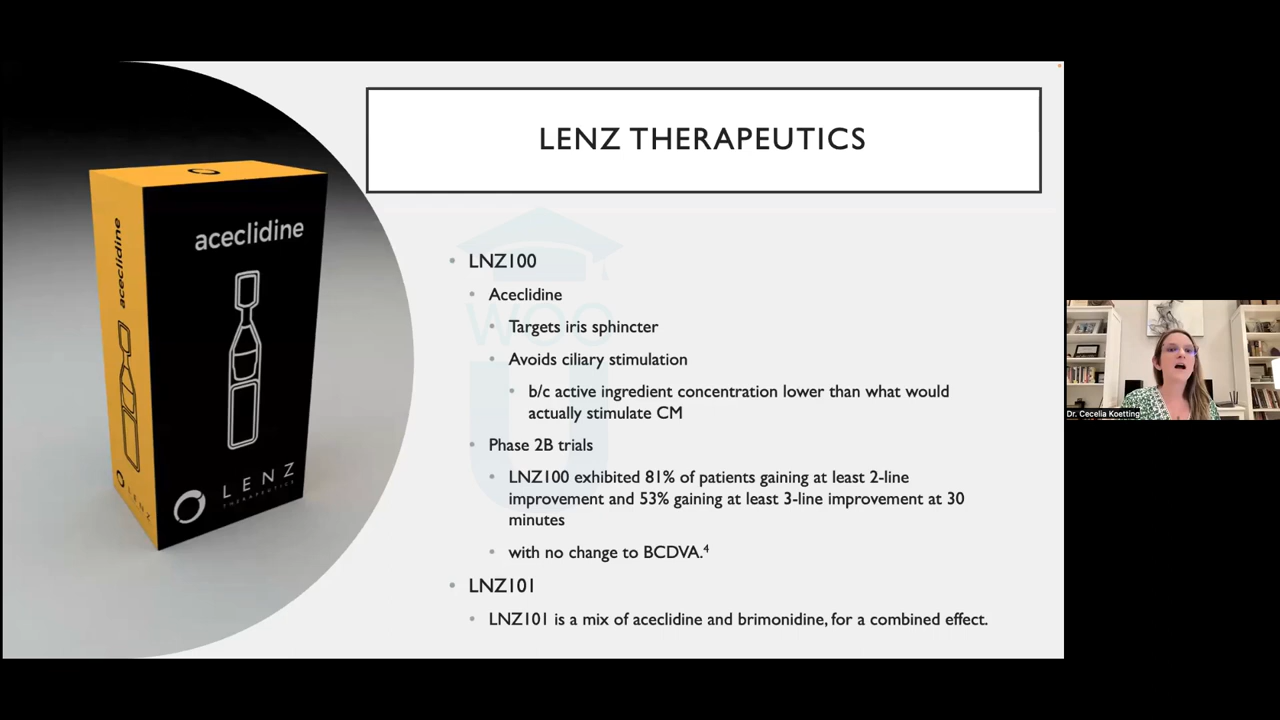 LENZ THERAPEUTICS
aceclidine
aceclidine
LENZ
THERAPEUTICS
WOO
U
• LNZ100
• Aceclidine
• Targets iris sphincter
• Avoids ciliary stimulation
• b/c active ingredient concentration lower than what would
actually stimulate CM
• Phase 2B trials
• LNZ100 exhibited 81% of patients gaining at least 2-line
improvement and 53% gaining at least 3-line improvement at 30
minutes
• with no change to BCDVA.⁴
• LNZ101
• LNZ101 is a mix of aceclidine and brimonidine, for a combined effect.
Dr. Cecelia Koetting